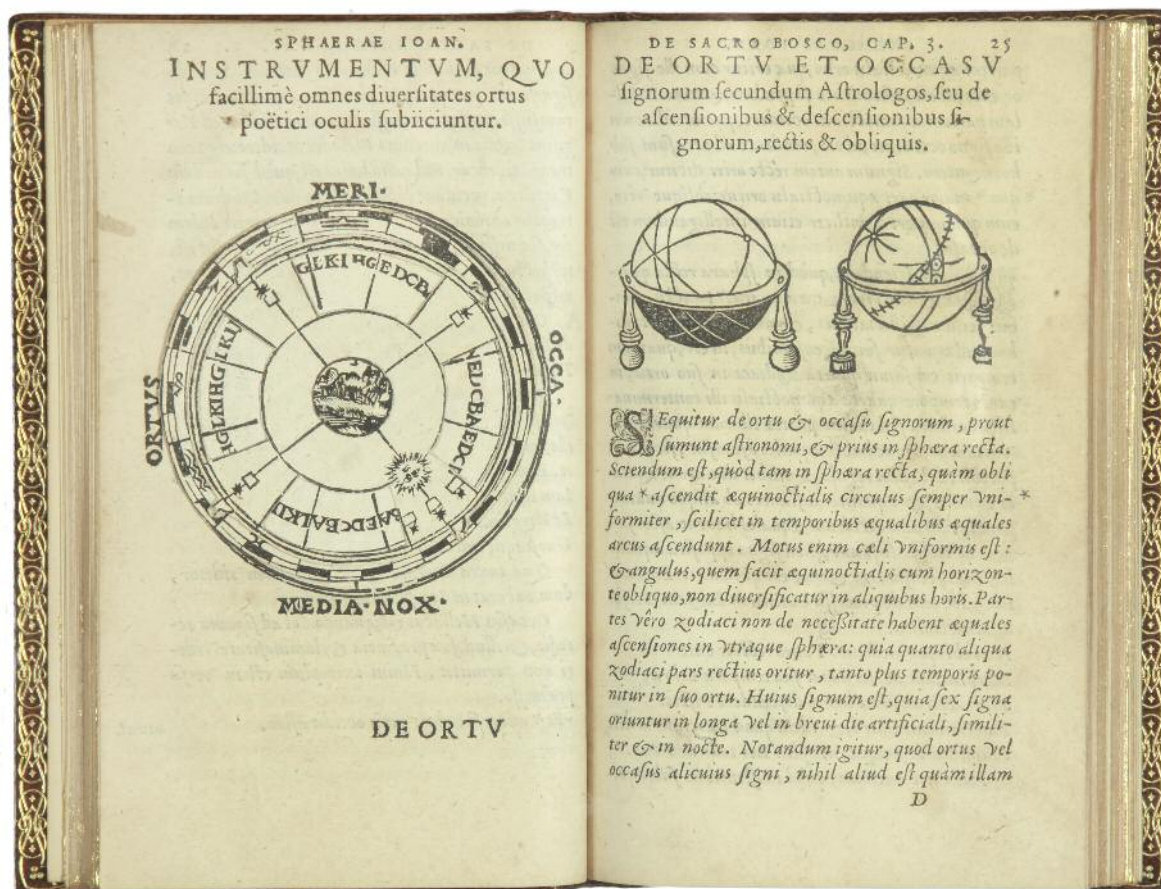 SPHAERAE IOAN.
INSTRVMENTVM, QVO
facillimè omnes diuerſitates ortus
poëtici oculis ſubiiciuntur.
MERI·
ORTVS
OCCA·
MEDIA·NOX·
DE ORTV
DE SACRO BOSCO, CAP. 3. 25
DE ORTV ET OCCASV
ſignorum ſecundum Aſtrologos, ſeu de
aſcenſionibus & deſcenſionibus ſi-
gnorum, rectis & obliquis.
SEquitur de ortu & occaſu ſignorum, prout
ſumunt aſtronomi, & prius in ſphæra recta.
Sciendum eſt, quòd tam in ſphæra recta, quàm obli
qua * aſcendit æquinoctialis circulus ſemper vni- *
formiter, ſcilicet in temporibus æqualibus æquales
arcus aſcendunt. Motus enim cæli vniformis eſt:
& angulus, quem facit æquinoctialis cum horizon-
te obliquo, non diuerſificatur in aliquibus horis. Par-
tes vêro zodiaci non de neceſſitate habent æquales
aſcenſiones in vtraque ſphæra: quia quanto aliqua
zodiaci pars rectius oritur, tanto plus temporis po-
nitur in ſuo ortu. Huius ſignum eſt, quia ſex ſigna
oriuntur in longa vel in breui die artificiali, ſimili-
ter & in nocte. Notandum igitur, quod ortus vel
occaſus alicuius ſigni, nihil aliud eſt quàm illam
D